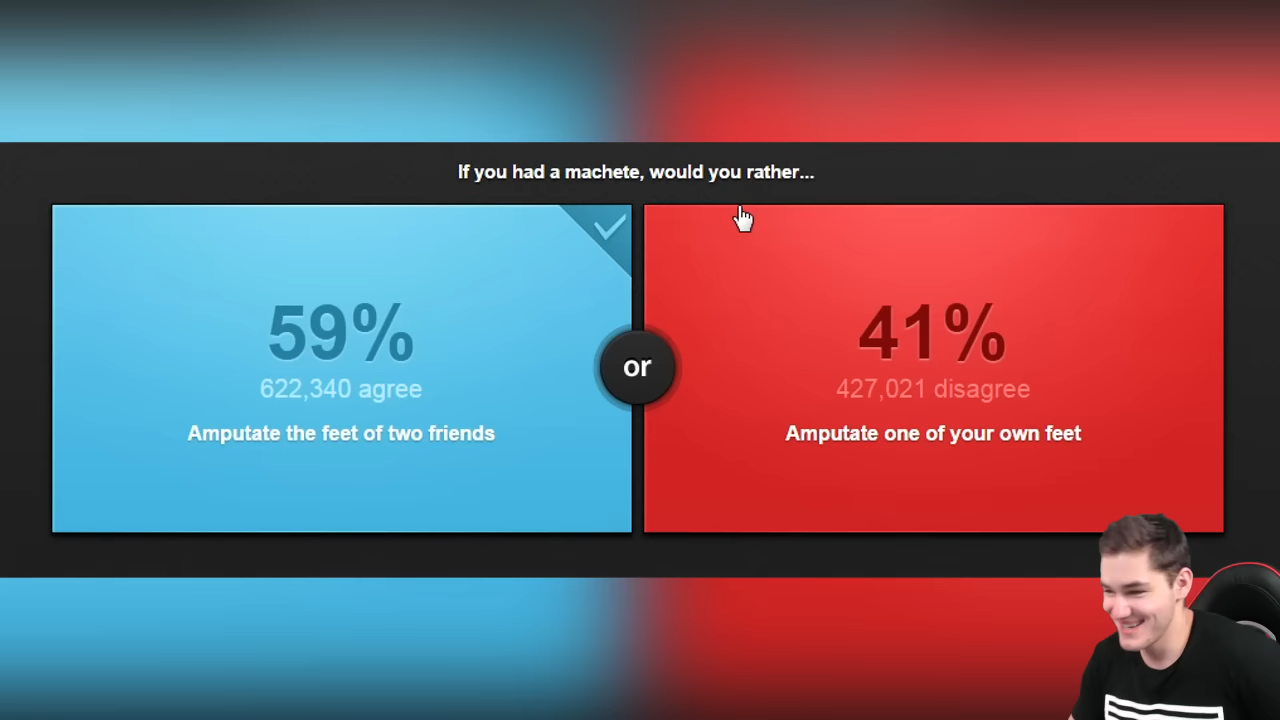 If you had a machete, would you rather...
59%
622,340 agree
Amputate the feet of two friends
or
41%
427,021 disagree
Amputate one of your own feet